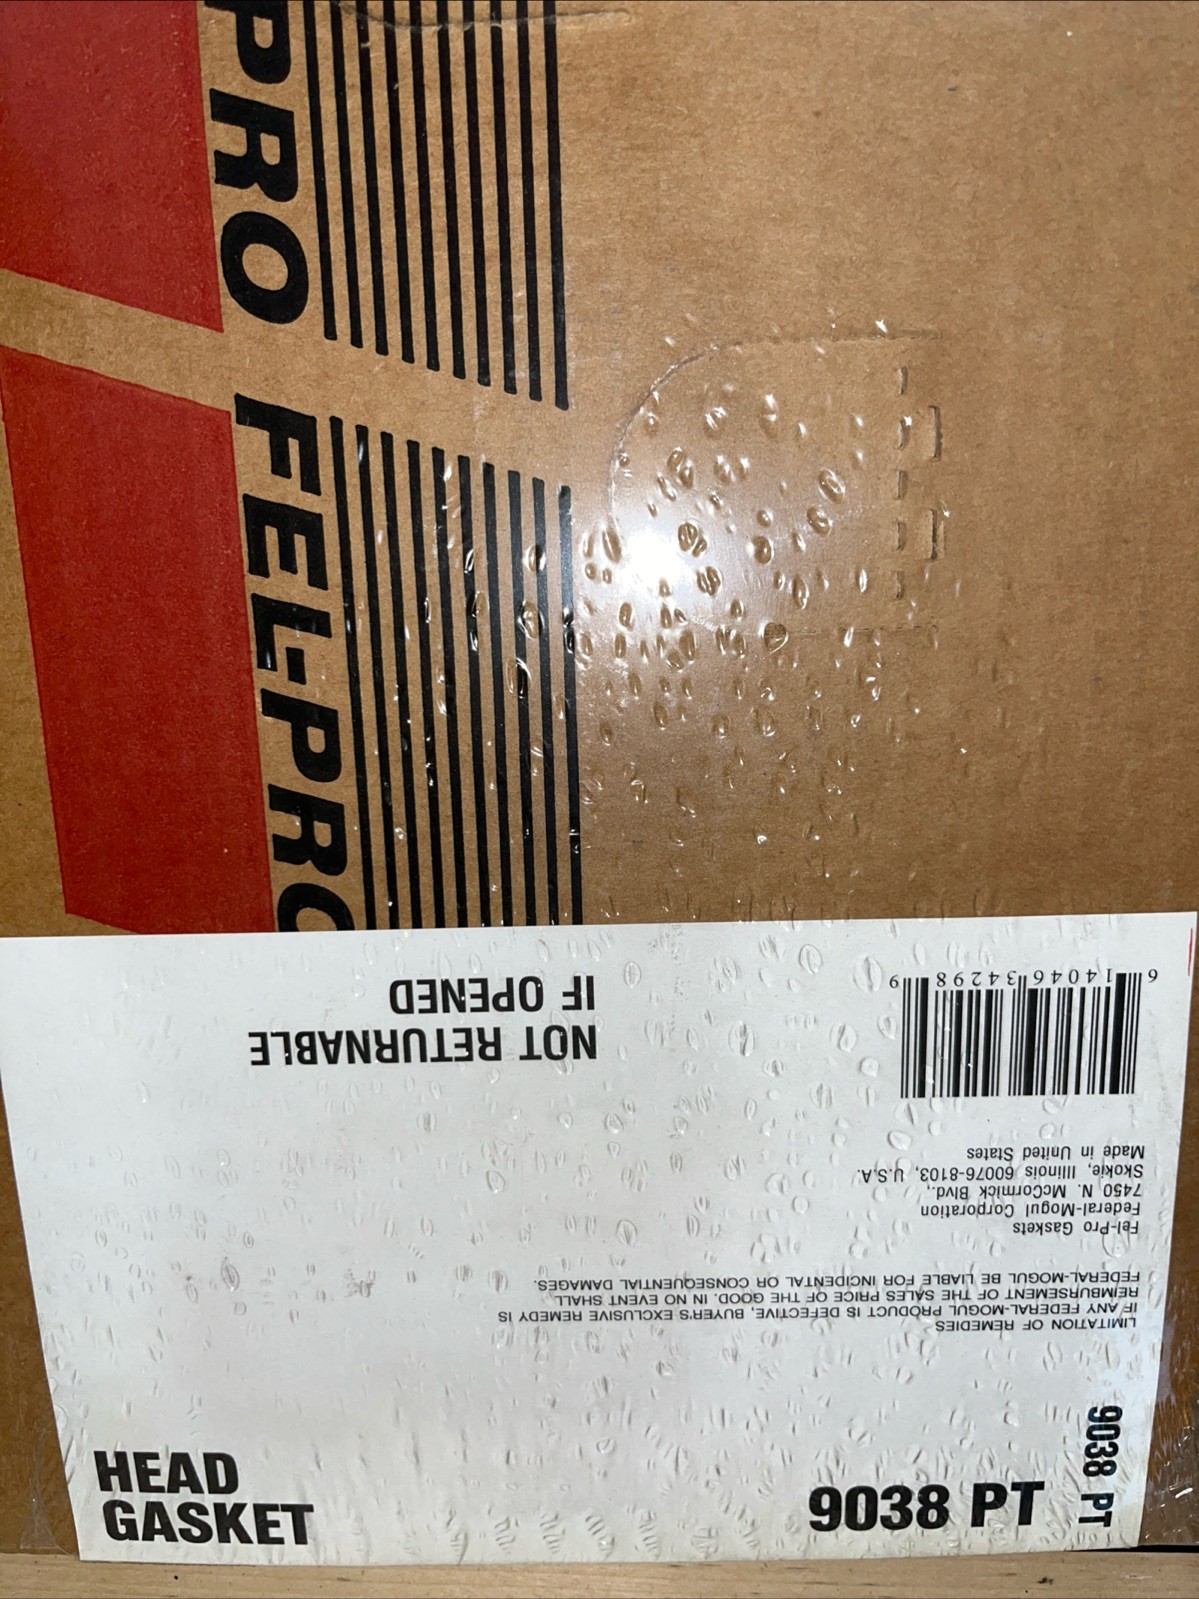 PRO
FEL-PRO
NOT RETURNABLE
IF OPENED
6 14046 34298 9
Fel-Pro Gaskets
Federal-Mogul Corporation
7450 N. McCormick Blvd.,
Skokie, Illinois 60076-8103, U.S.A.
Made in United States
LIMITATION OF REMEDIES
IF ANY FEDERAL-MOGUL PRODUCT IS DEFECTIVE, BUYER'S EXCLUSIVE REMEDY IS
REIMBURSEMENT OF THE SALES PRICE OF THE GOOD. IN NO EVENT SHALL
FEDERAL-MOGUL BE LIABLE FOR INCIDENTAL OR CONSEQUENTIAL DAMAGES.
HEAD
GASKET
9038 PT
9038 PT